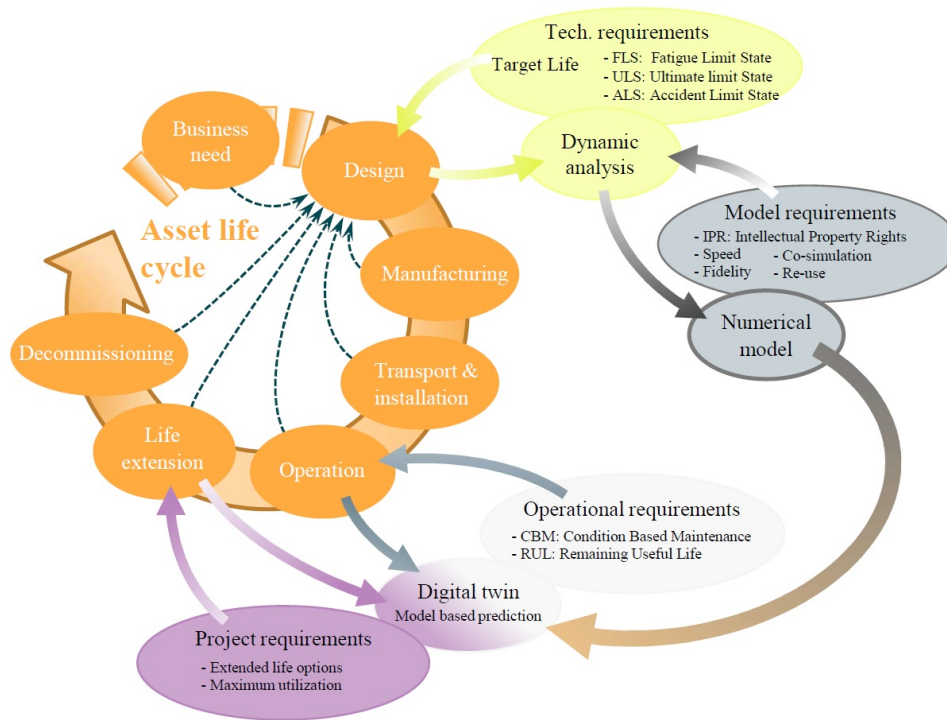 Tech. requirements
Target Life
- FLS: Fatigue Limit State
- ULS: Ultimate limit State
- ALS: Accident Limit State
Business
need
Design
Dynamic
analysis
Model requirements
- IPR: Intellectual Property Rights
- Speed
- Co-simulation
- Fidelity
- Re-use
Asset life
cycle
Manufacturing
Numerical
model
Decommissioning
Transport &
installation
Life
extension
Operation
Operational requirements
- CBM: Condition Based Maintenance
- RUL: Remaining Useful Life
Digital twin
Model based prediction
Project requirements
- Extended life options
- Maximum utilization